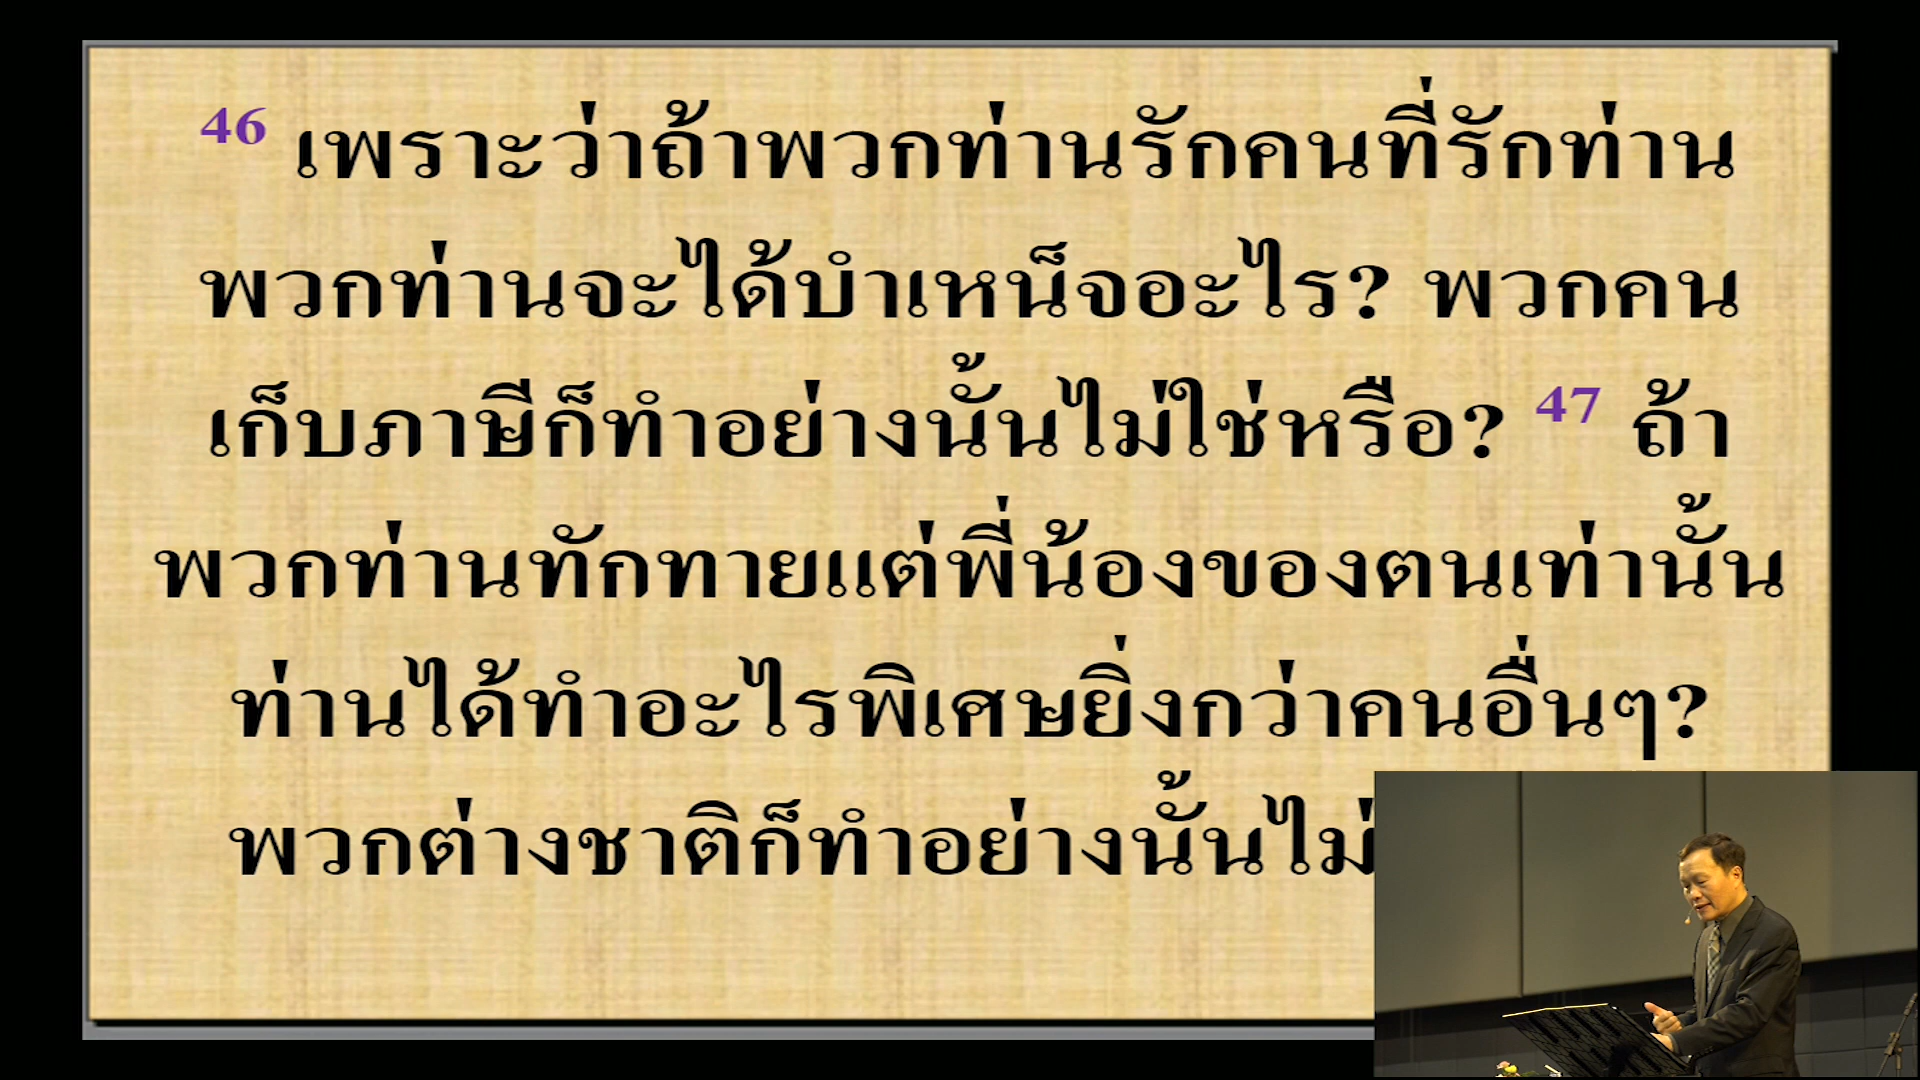 46 เพราะว่าถ้าพวกท่านรักคนที่รักท่าน
พวกท่านจะได้บำเหน็จอะไร? พวกคน
เก็บภาษีก็ทำอย่างนั้นไม่ใช่หรือ? 47 ถ้า
พวกท่านทักทายแต่พี่น้องของตนเท่านั้น
ท่านได้ทำอะไรพิเศษยิ่งกว่าคนอื่นๆ?
พวกต่างชาติก็ทำอย่างนั้นไม่